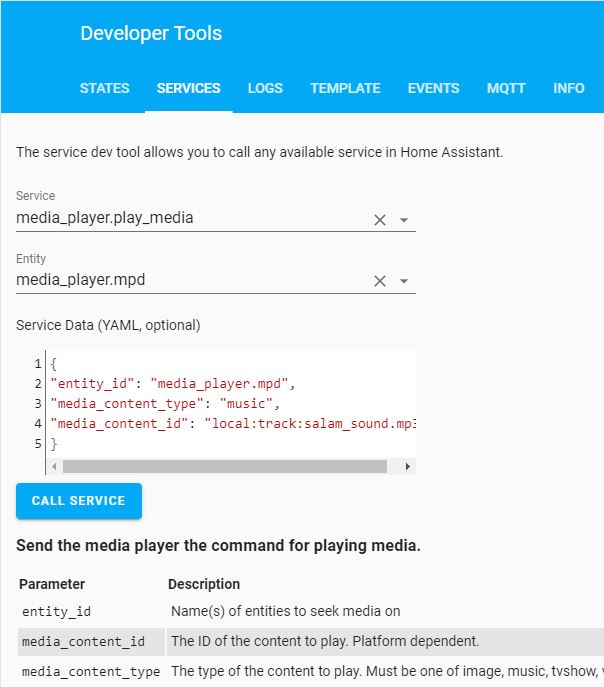 Developer Tools
STATES SERVICES LOGS TEMPLATE EVENTS MQTT INFO
The service dev tool allows you to call any available service in Home Assistant.
Service
media_player.play_media
Entity
media_player.mpd
Service Data (YAML, optional)
1 {
2 "entity_id": "media_player.mpd",
3 "media_content_type": "music",
4 "media_content_id": "local:track:salam_sound.mp3
5 }
CALL SERVICE
Send the media player the command for playing media.
Parameter Description
entity_id Name(s) of entities to seek media on
media_content_id The ID of the content to play. Platform dependent.
media_content_type The type of the content to play. Must be one of image, music, tvshow,